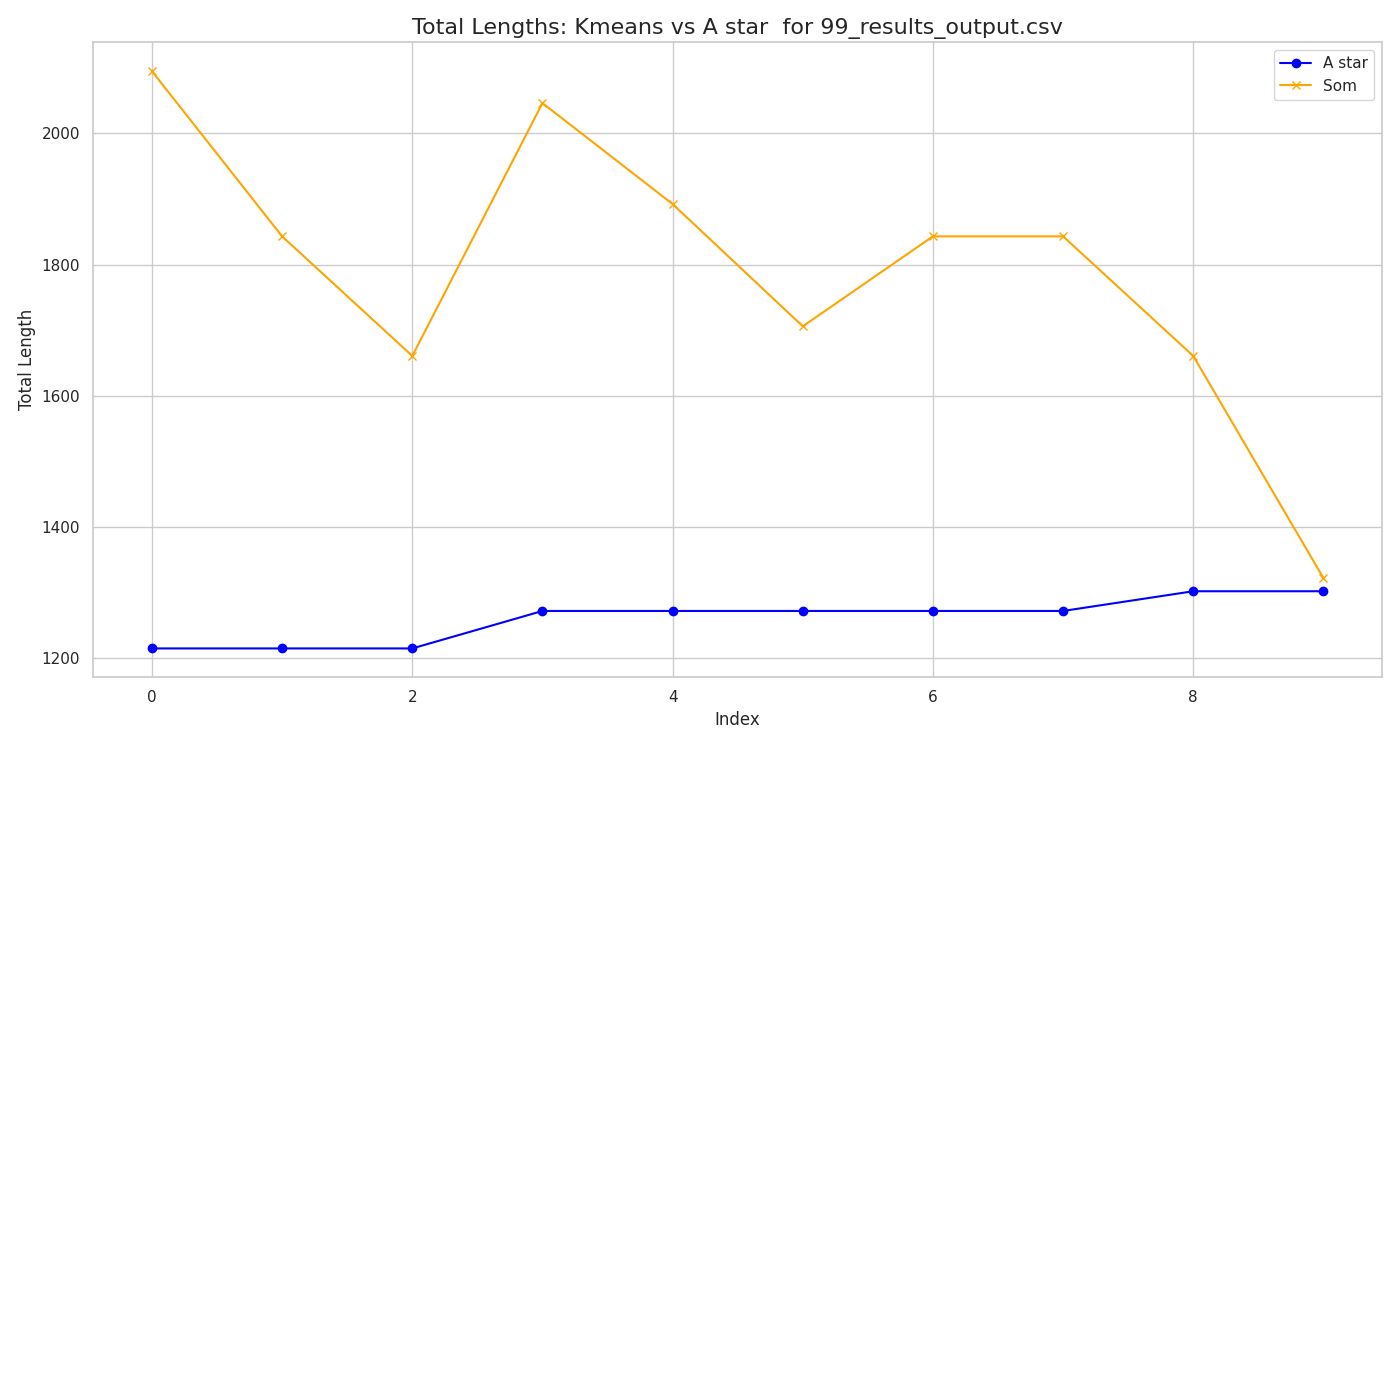 Total Lengths: Kmeans vs A star  for 99_results_output.csv
A star
Som
Total Length
2000
1800
1600
1400
1200
0
2
4
6
8
Index